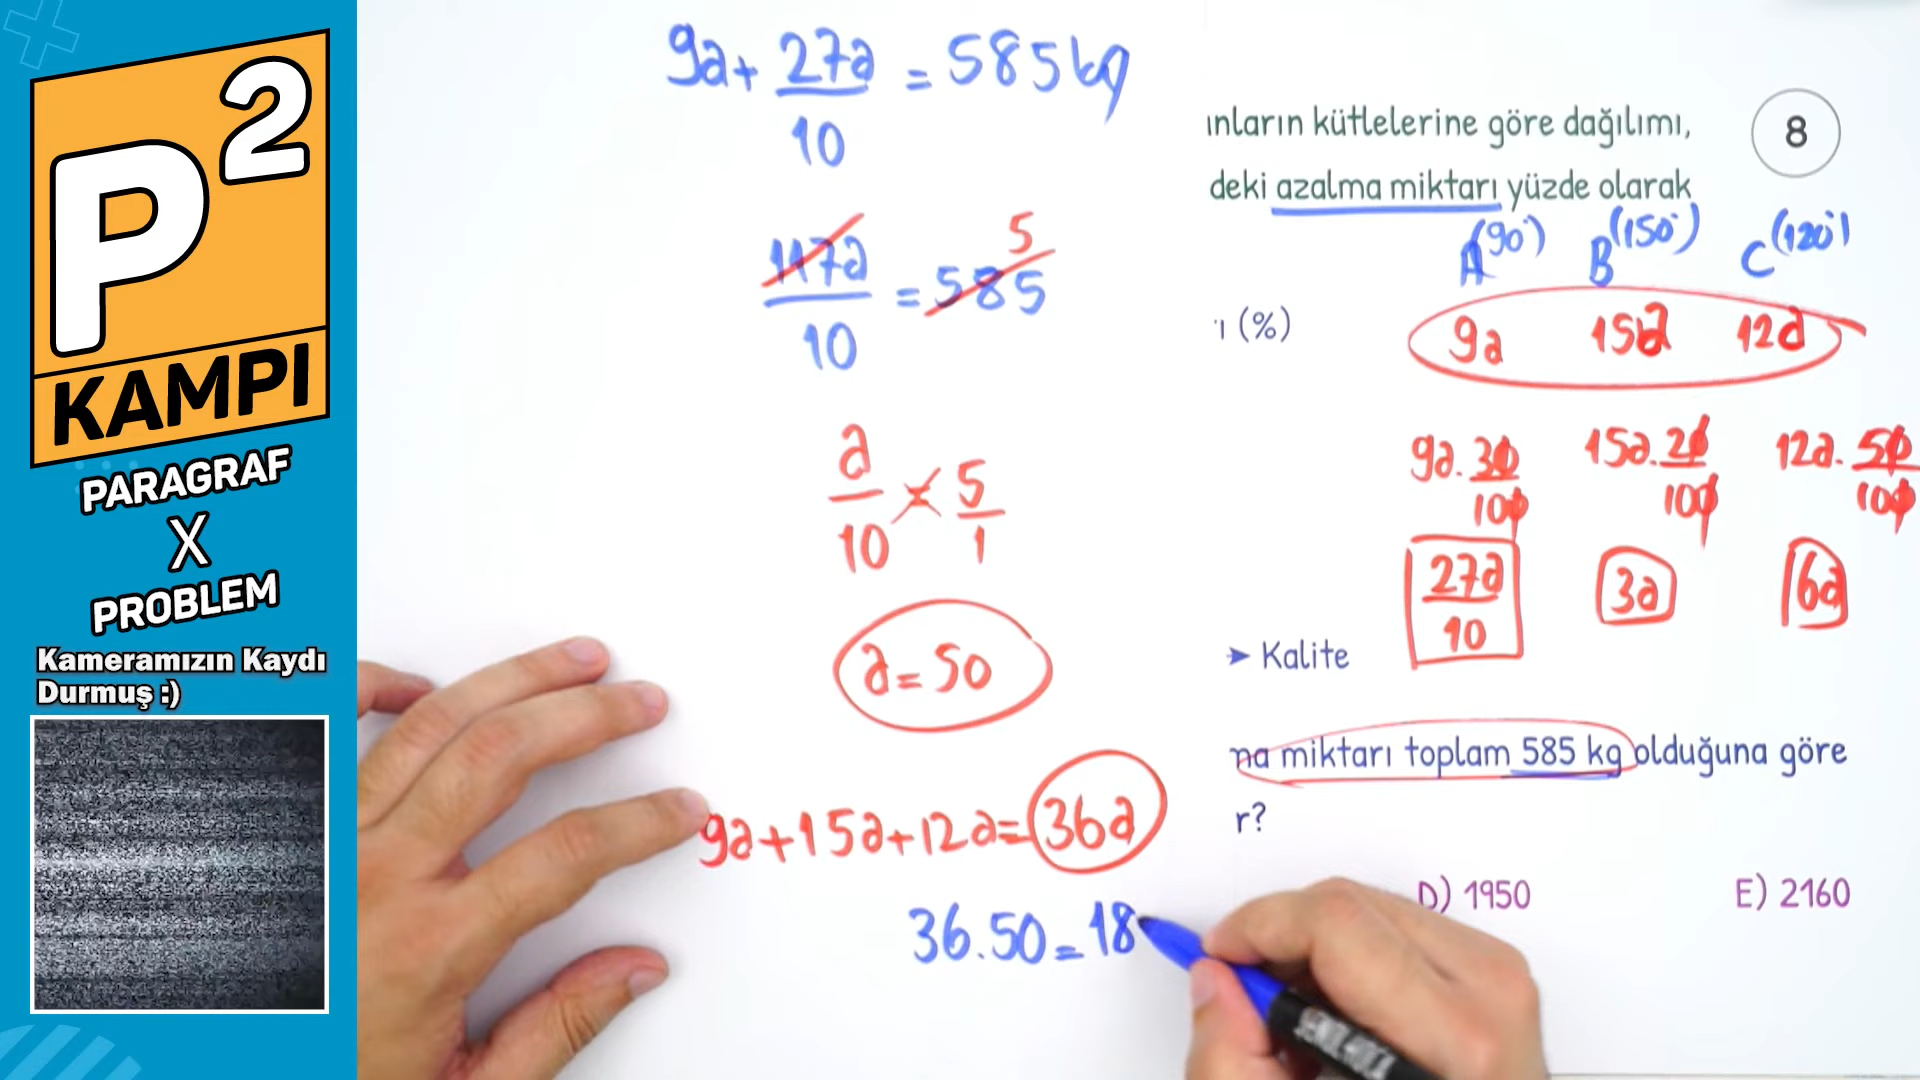 P²
KAMPI
PARAGRAF
X
PROBLEM
Kameramızın Kaydı
Durmuş :)
9a + 27a/10 = 585 kg
117a/10 = 585 5
a/10 = 5/1
a = 50
9a + 15a + 12a = 36a
36.50 = 18
ınların kütlelerine göre dağılımı,
8
deki azalma miktarı yüzde olarak
A (90°) B (150°) C (120°)
ı (%)
9a 15a 12a
9a.30/100 15a.20/100 12a.50/100
27a/10 3a 6a
➤ Kalite
na miktarı toplam 585 kg olduğuna göre
r?
D) 1950 E) 2160